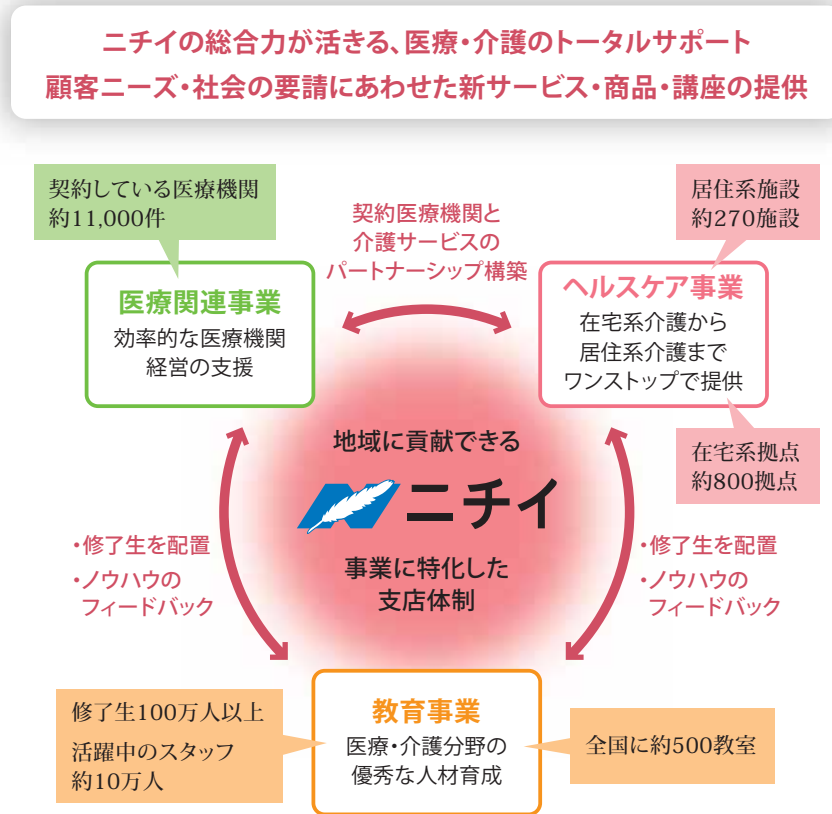 ニチイの総合力が活きる、医療・介護のトータルサポート
顧客ニーズ・社会の要請にあわせた新サービス・商品・講座の提供
契約している医療機関
約11,000件
契約医療機関と
介護サービスの
パートナーシップ構築
居住系施設
約270施設
医療関連事業
効率的な医療機関
経営の支援
ヘルスケア事業
在宅系介護から
居住系介護まで
ワンストップで提供
在宅系拠点
約800拠点
地域に貢献できる
ニチイ
事業に特化した
支店体制
・修了生を配置
・ノウハウの
フィードバック
・修了生を配置
・ノウハウの
フィードバック
修了生100万人以上
活躍中のスタッフ
約10万人
教育事業
医療・介護分野の
優秀な人材育成
全国に約500教室